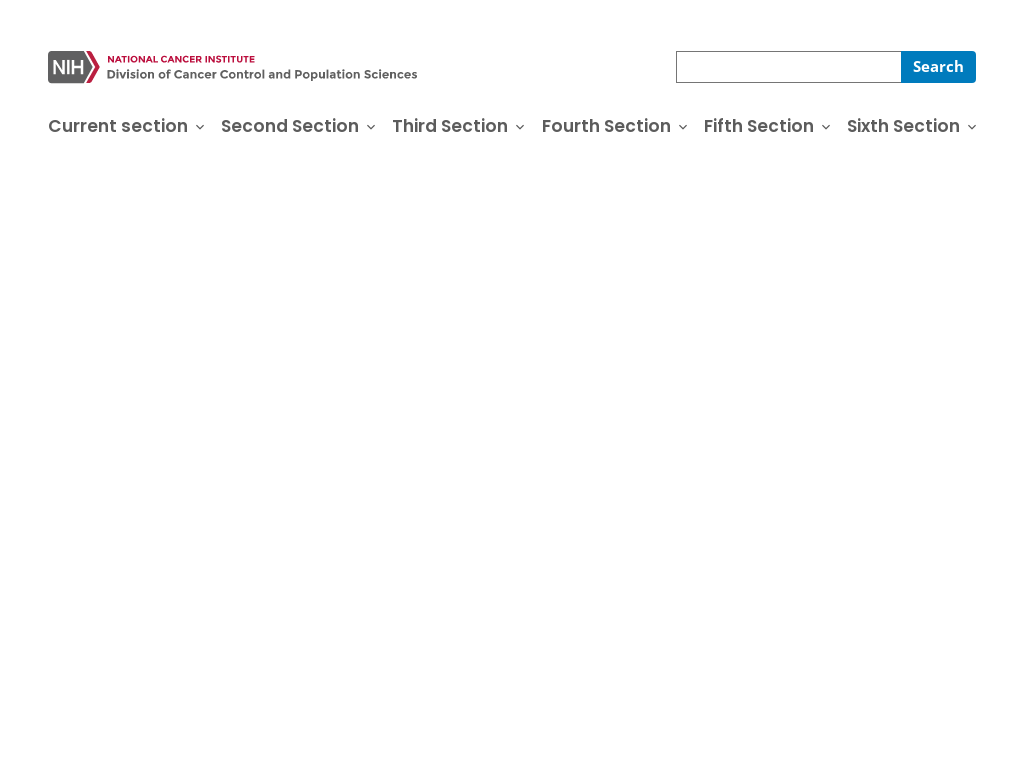 NIH
NATIONAL CANCER INSTITUTE
Division of Cancer Control and Population Sciences
Search
Current section
Second Section
Third Section
Fourth Section
Fifth Section
Sixth Section